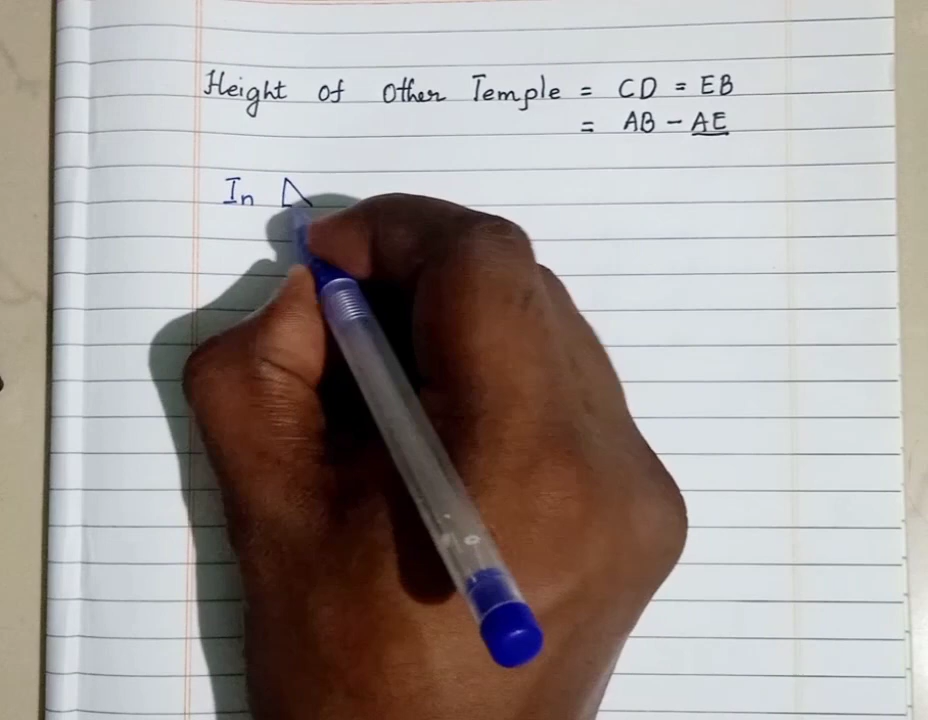 Height of Other Temple = CD = EB
= AB - AE
In △